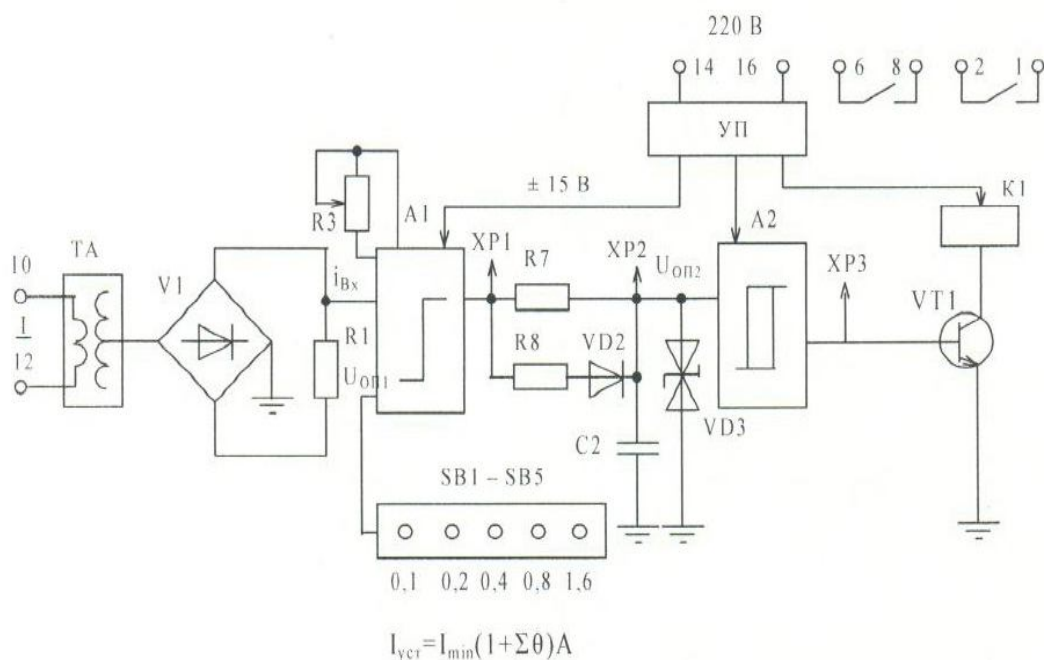 220 В
14 16 6 8 2 1
УП
± 15 В
К1
R3
A1
A2
TA
XP1
R7
XP2
U_ОП2
XP3
10
V1
i_Вх
VT1
I
R1
R8
VD2
12
U_ОП1
VD3
C2
SB1 – SB5
0,1 0,2 0,4 0,8 1,6
I_уст=I_min(1+Σθ)А